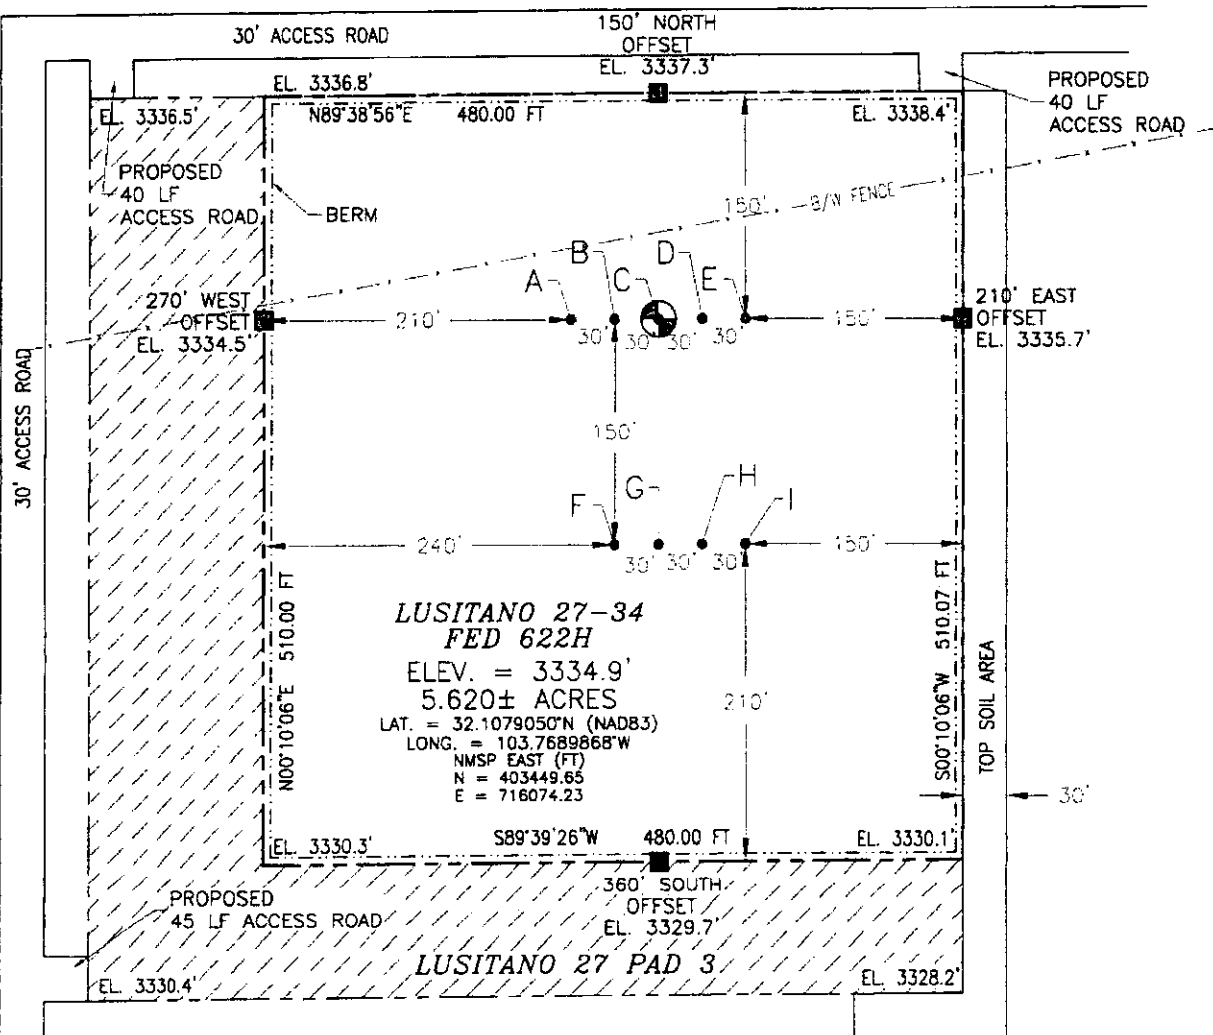 30' ACCESS ROAD
150' NORTH
OFFSET
EL. 3337.3'
EL. 3336.8'
EL. 3336.5'
N89°38'56"E 480.00 FT
EL. 3338.4'
PROPOSED
40 LF
ACCESS ROAD
PROPOSED
40 LF
ACCESS ROAD
BERM
150'
B/W FENCE
A
B
C
D
E
270' WEST
OFFSET
EL. 3334.5'
210'
30'
30'
30'
30'
150'
210' EAST
OFFSET
EL. 3335.7'
30' ACCESS ROAD
150'
F
G
H
I
240'
30'
30'
30'
150'
N00°10'06"E 510.00 FT
LUSITANO 27-34
FED 622H
ELEV. = 3334.9'
5.620± ACRES
LAT. = 32.1079050°N (NAD83)
LONG. = 103.7689868°W
NMSP EAST (FT)
N = 403449.65
E = 716074.23
210'
S00°10'06"W 510.07 FT
TOP SOIL AREA
30'
EL. 3330.3'
S89°39'26"W 480.00 FT
EL. 3330.1'
PROPOSED
45 LF ACCESS ROAD
360' SOUTH
OFFSET
EL. 3329.7'
LUSITANO 27 PAD 3
EL. 3330.4'
EL. 3328.2'